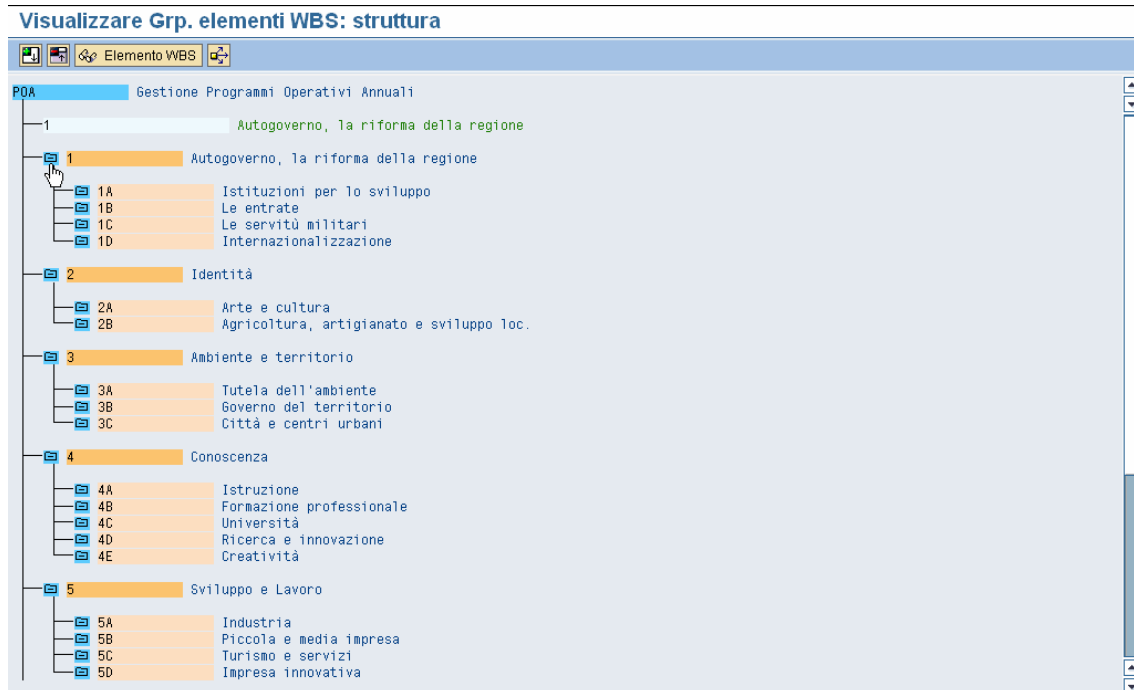 Visualizzare Grp. elementi WBS: struttura
Elemento WBS
POA Gestione Programmi Operativi Annuali
1 Autogoverno, la riforma della regione
1 Autogoverno, la riforma della regione
1A Istituzioni per lo sviluppo
1B Le entrate
1C Le servitù militari
1D Internazionalizzazione
2 Identità
2A Arte e cultura
2B Agricoltura, artigianato e sviluppo loc.
3 Ambiente e territorio
3A Tutela dell'ambiente
3B Governo del territorio
3C Città e centri urbani
4 Conoscenza
4A Istruzione
4B Formazione professionale
4C Università
4D Ricerca e innovazione
4E Creatività
5 Sviluppo e Lavoro
5A Industria
5B Piccola e media impresa
5C Turismo e servizi
5D Impresa innovativa